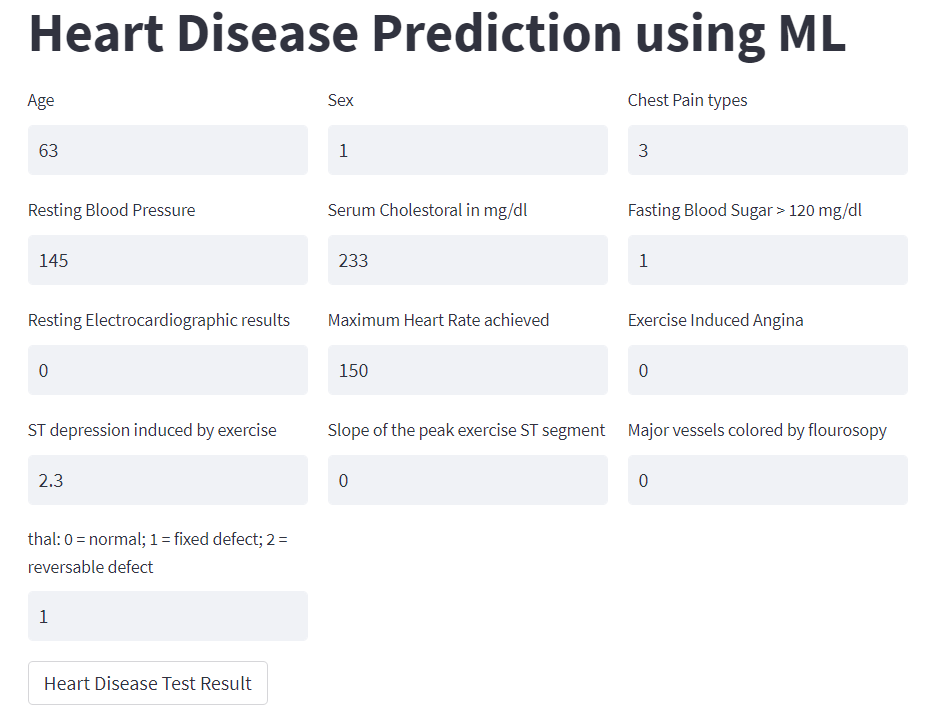 Heart Disease Prediction using ML
Age
Sex
Chest Pain types
63
1
3
Resting Blood Pressure
Serum Cholestoral in mg/dl
Fasting Blood Sugar > 120 mg/dl
145
233
1
Resting Electrocardiographic results
Maximum Heart Rate achieved
Exercise Induced Angina
0
150
0
ST depression induced by exercise
Slope of the peak exercise ST segment
Major vessels colored by flourosopy
2.3
0
0
thal: 0 = normal; 1 = fixed defect; 2 =
reversable defect
1
Heart Disease Test Result